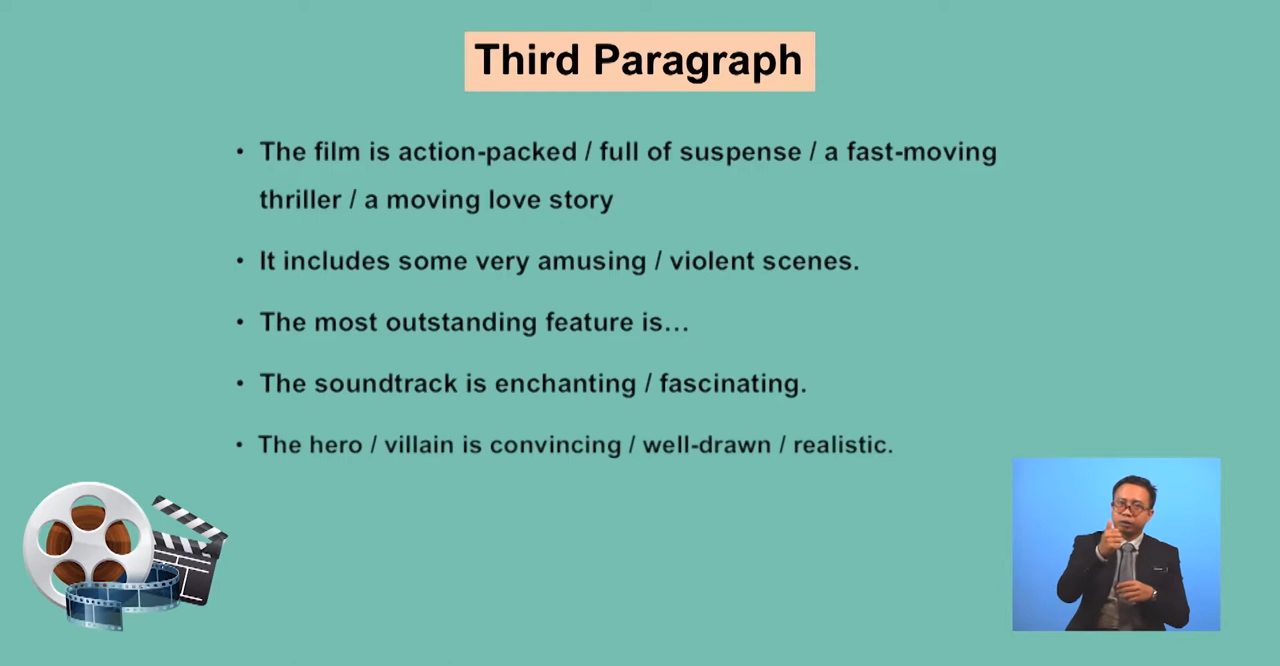 Third Paragraph
• The film is action-packed / full of suspense / a fast-moving
thriller / a moving love story
• It includes some very amusing / violent scenes.
• The most outstanding feature is...
• The soundtrack is enchanting / fascinating.
• The hero / villain is convincing / well-drawn / realistic.